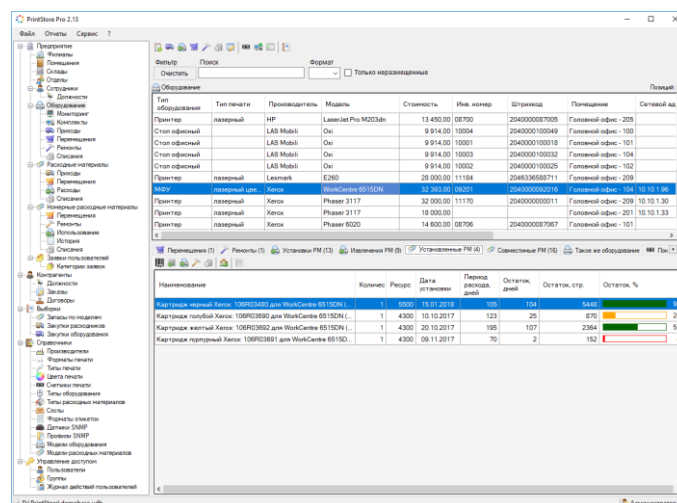 PrintStore Pro 2.13
Файл Отчеты Сервис ?
Предприятие
Филиалы
Помещения
Склады
Отделы
Сотрудники
Должности
Оборудование
Мониторинг
Комплекты
Приходы
Перемещения
Ремонты
Списания
Расходные материалы
Приходы
Перемещения
Расходы
Списания
Номерные расходные материалы
Перемещения
Ремонты
Использования
История
Списания
Заявки пользователей
Категории заявок
Контрагенты
Должности
Заказы
Договоры
Выборки
Запасы по моделям
Закупки расходников
Закупки оборудования
Справочники
Производители
Форматы печати
Типы печати
Цвета печати
Счетчики печати
Типы оборудования
Типы расходных материалов
Слоты
Форматы этикеток
Датчики SNMP
Профили SNMP
Модели оборудования
Модели расходных материалов
Управление доступом
Пользователи
Группы
Журнал действий пользователей
Фильтр Поиск Формат
Очистить Только неразмещенные
Оборудование Позиций:
Тип оборудования Тип печати Производитель Модель Стоимость Инв. номер Штрихкод Помещение Сетевой ад
Принтер лазерный HP LaserJet Pro M203dn 13 450,00 08700 2040000087005 Головной офис - 205
Стол офисный LAS Mobili Oxi 9 914,00 10004 2040000100049 Головной офис - 100
Стол офисный LAS Mobili Oxi 9 914,00 10001 2040000100018 Головной офис - 101
Стол офисный LAS Mobili Oxi 9 914,00 10003 2040000100032 Головной офис - 104
Стол офисный LAS Mobili Oxi 9 914,00 10002 2040000100025 Головной офис - 102
Принтер лазерный Lexmark E260 28 000,00 11184 2046336588711 Головной офис - 209
МФУ лазерный цве... Xerox WorkCentre 6515DN 32 393,00 09201 2040000092016 Головной офис - 104 10.10.1.96
Принтер лазерный Xerox Phaser 3117 32 000,00 11170 2040000000011 Головной офис - 209 10.10.1.30
Принтер лазерный Xerox Phaser 3117 18 000,00 Головной офис - 201 10.10.1.33
Принтер лазерный Xerox Phaser 6020 14 600,00 08706 2040000087067 Головной офис - 101
Перемещения (1) Ремонты (1) Установки РМ (13) Извлечения РМ (9) Установленные РМ (4) Совместимые РМ (16) Такое же оборудование Пок
Наименование Количес Ресурс Дата установки Период расхода, дней Остаток, дней Остаток, стр. Остаток, %
Картридж черный Xerox: 106R03480 для WorkCentre 6515DN (... 1 5500 15.01.2018 105 104 5448 9
Картридж голубой Xerox: 106R03690 для WorkCentre 6515DN (... 1 4300 10.10.2017 123 25 870 2
Картридж желтый Xerox: 106R03692 для WorkCentre 6515DN (... 1 4300 20.10.2017 195 107 2364 5
Картридж пурпурный Xerox: 106R03691 для WorkCentre 6515D... 1 4300 09.11.2017 70 2 152